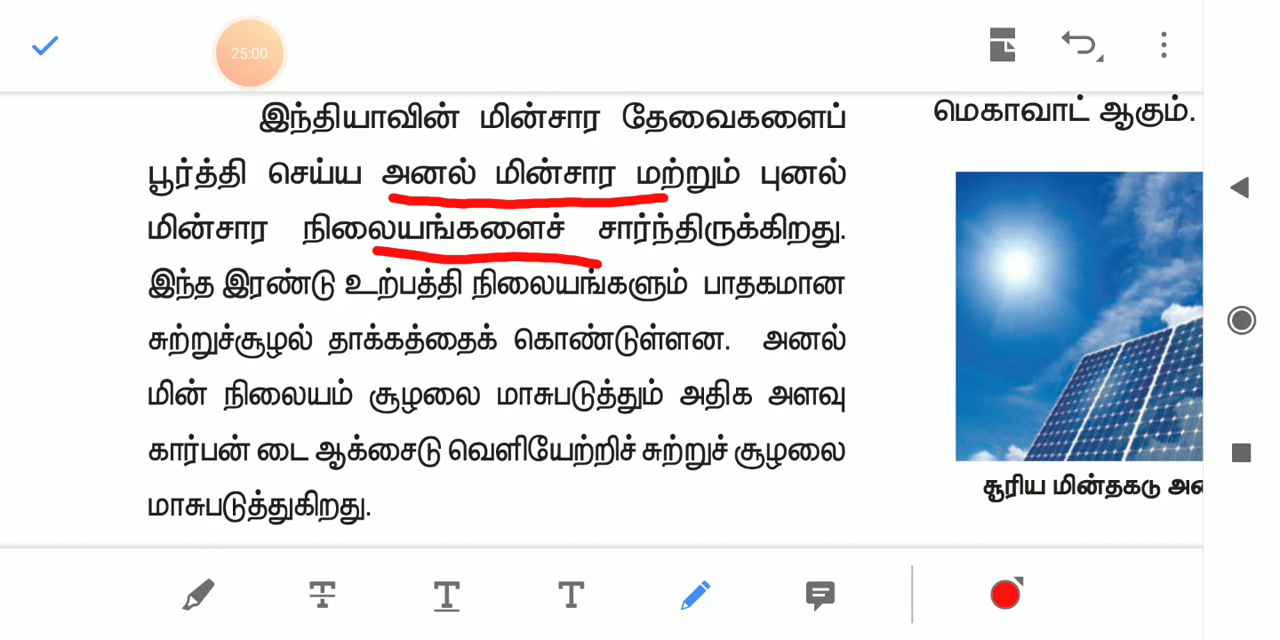 25:00
இந்தியாவின் மின்சார தேவைகளைப்
பூர்த்தி செய்ய அனல் மின்சார மற்றும் புனல்
மின்சார நிலையங்களைச் சார்ந்திருக்கிறது.
இந்த இரண்டு உற்பத்தி நிலையங்களும் பாதகமான
சுற்றுச்சூழல் தாக்கத்தைக் கொண்டுள்ளன. அனல்
மின் நிலையம் சூழலை மாசுபடுத்தும் அதிக அளவு
கார்பன் டை ஆக்சைடு வெளியேற்றிச் சுற்றுச் சூழலை
மாசுபடுத்துகிறது.
மெகாவாட் ஆகும்.
சூரிய மின்தகடு